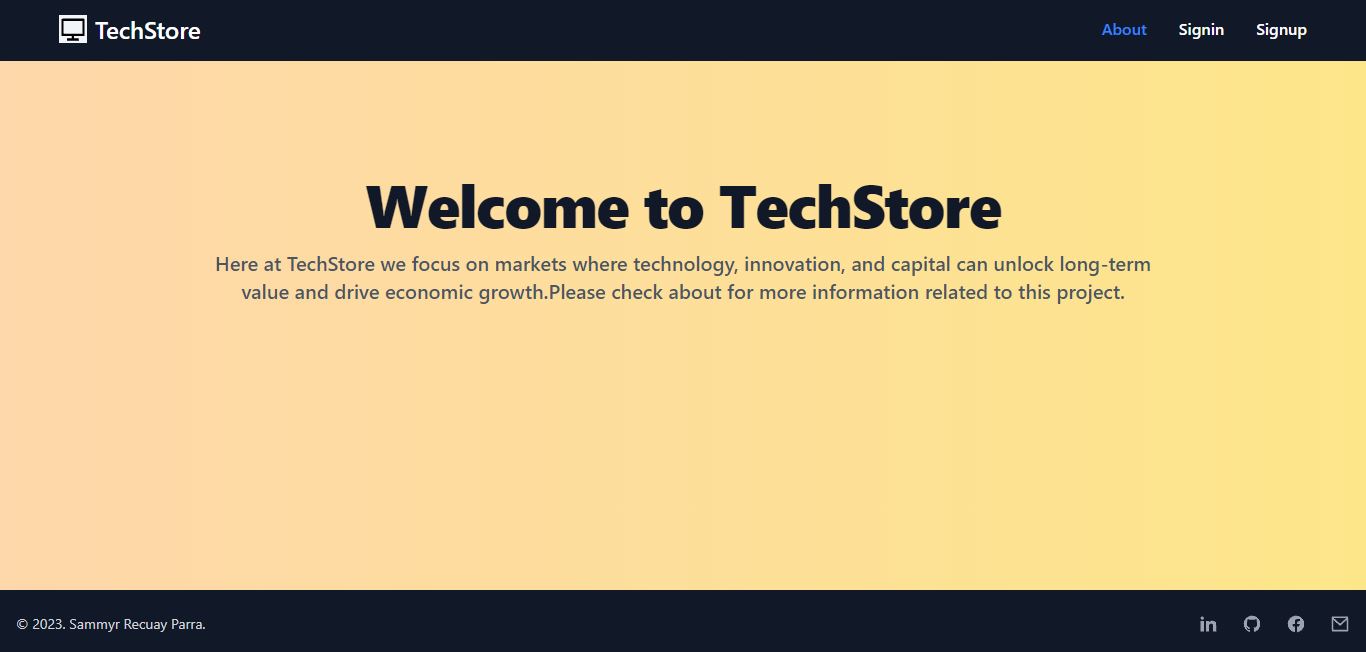 TechStore
About
Signin
Signup
Welcome to TechStore
Here at TechStore we focus on markets where technology, innovation, and capital can unlock long-term
value and drive economic growth.Please check about for more information related to this project.
© 2023. Sammyr Recuay Parra.